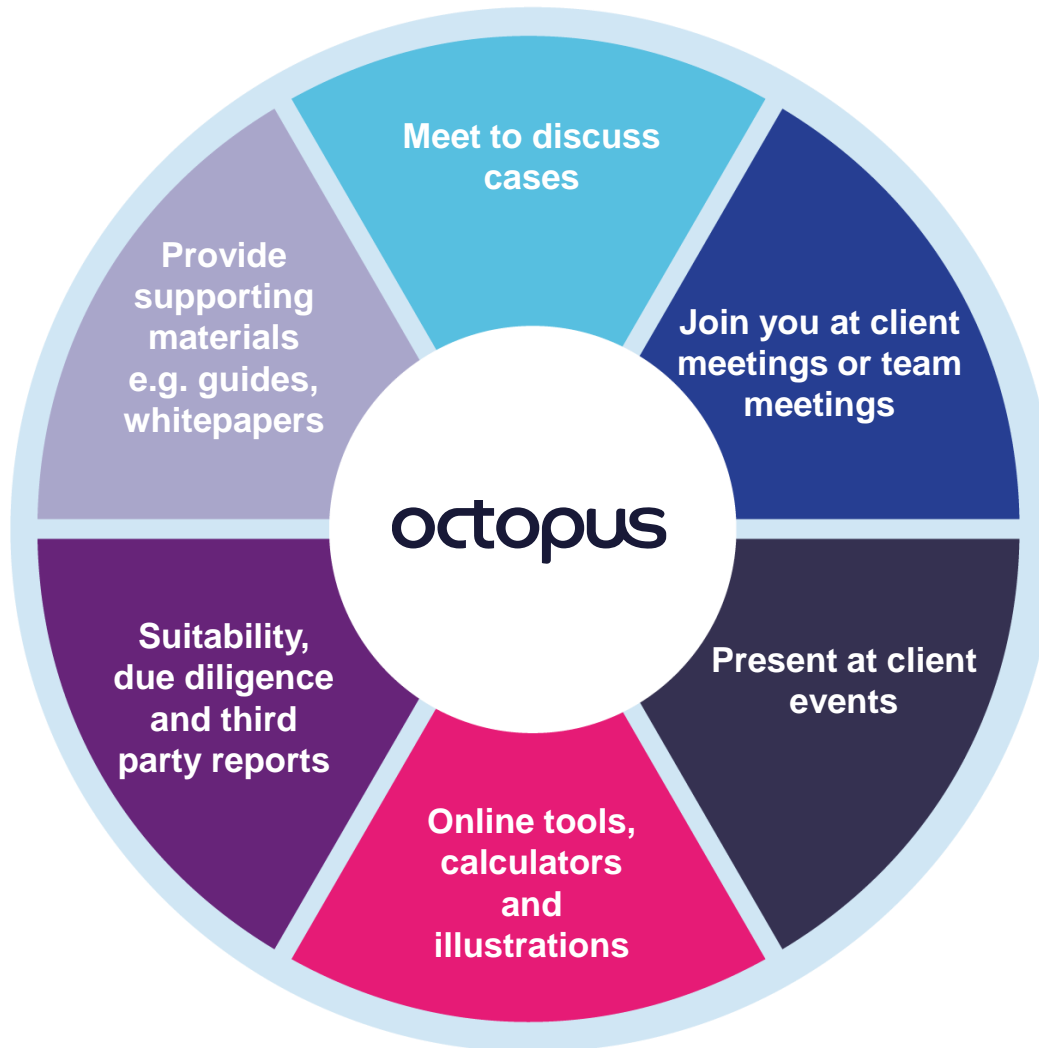 Meet to discuss
cases
Join you at client
meetings or team
meetings
Present at client
events
Online tools,
calculators
and
illustrations
Suitability,
due diligence
and third
party reports
Provide
supporting
materials
e.g. guides,
whitepapers
octopus